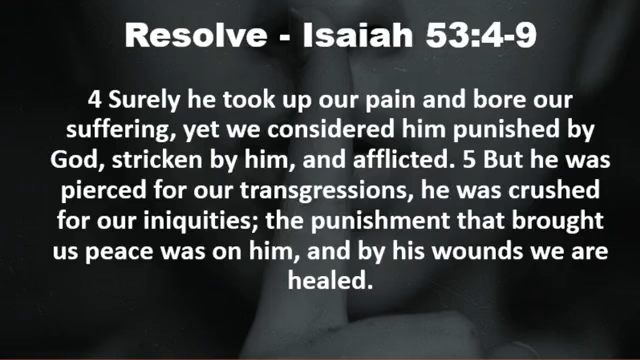 Resolve - Isaiah 53:4-9
4 Surely he took up our pain and bore our
suffering, yet we considered him punished by
God, stricken by him, and afflicted. 5 But he was
pierced for our transgressions, he was crushed
for our iniquities; the punishment that brought
us peace was on him, and by his wounds we are
healed.